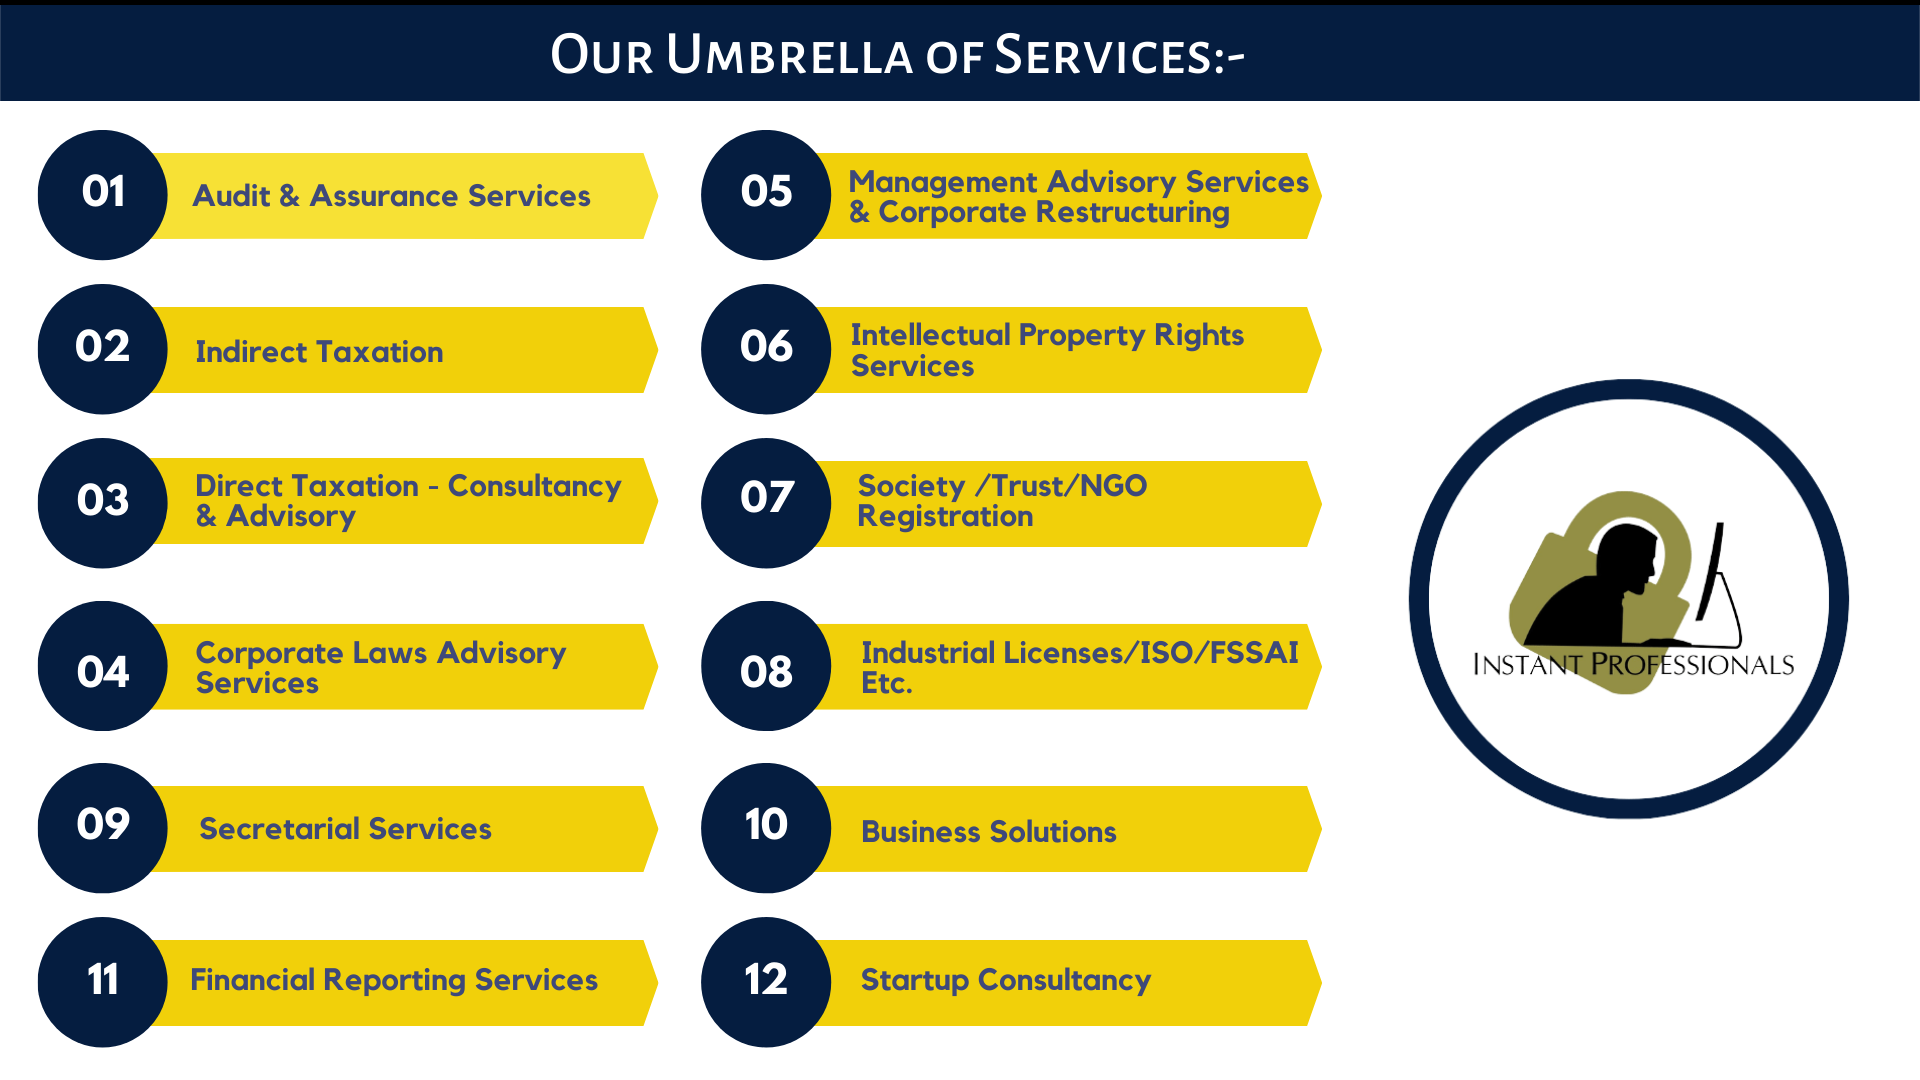 Our Umbrella of Services:-
01
Audit & Assurance Services
02
Indirect Taxation
03
Direct Taxation - Consultancy
& Advisory
04
Corporate Laws Advisory
Services
05
Management Advisory Services
& Corporate Restructuring
06
Intellectual Property Rights
Services
07
Society /Trust/NGO
Registration
08
Industrial Licenses/ISO/FSSAI
Etc.
09
Secretarial Services
10
Business Solutions
11
Financial Reporting Services
12
Startup Consultancy
INSTANT PROFESSIONALS